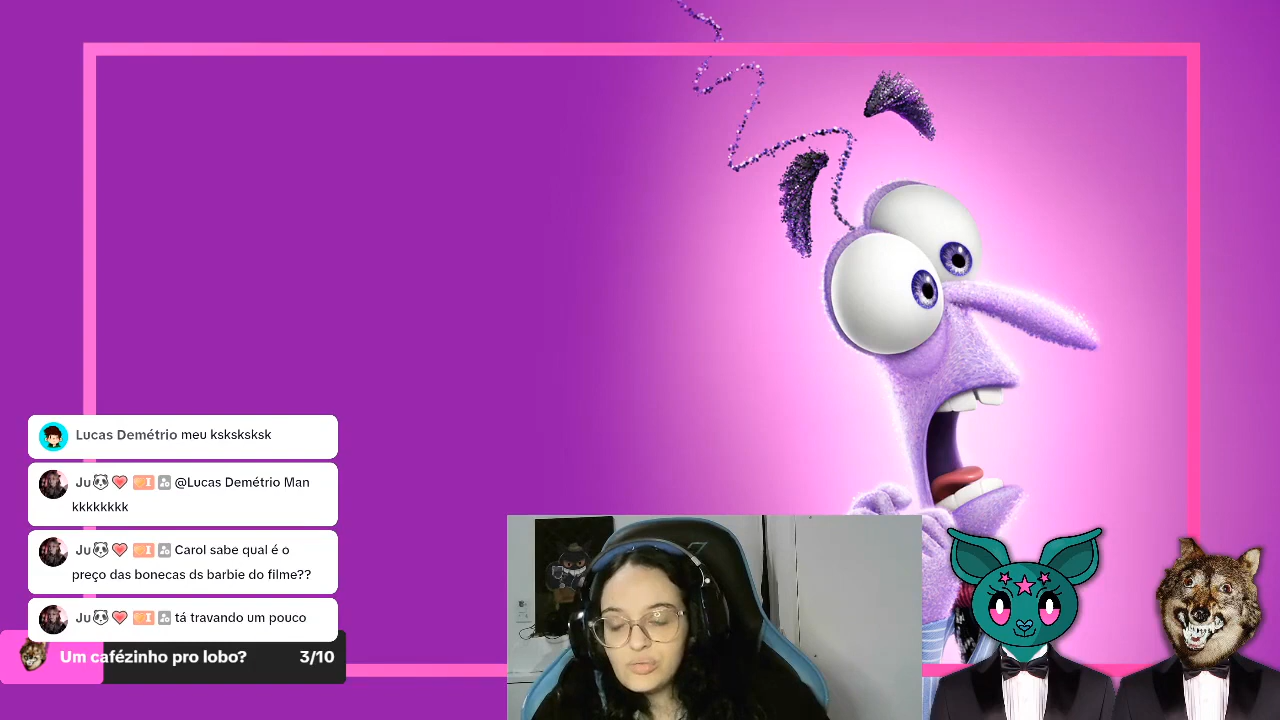 Lucas Demétrio meu ksksksksk
Ju🐼❤️ I @Lucas Demétrio Man
kkkkkkkk
Ju🐼❤️ I Carol sabe qual é o
preço das bonecas ds barbie do filme??
Ju🐼❤️ I tá travando um pouco
Um cafézinho pro lobo? 3/10